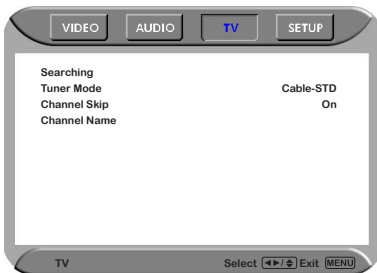 VIDEO AUDIO TV SETUP
Searching
Tuner Mode Cable-STD
Channel Skip On
Channel Name
TV Select ◄►/▲▼ Exit MENU